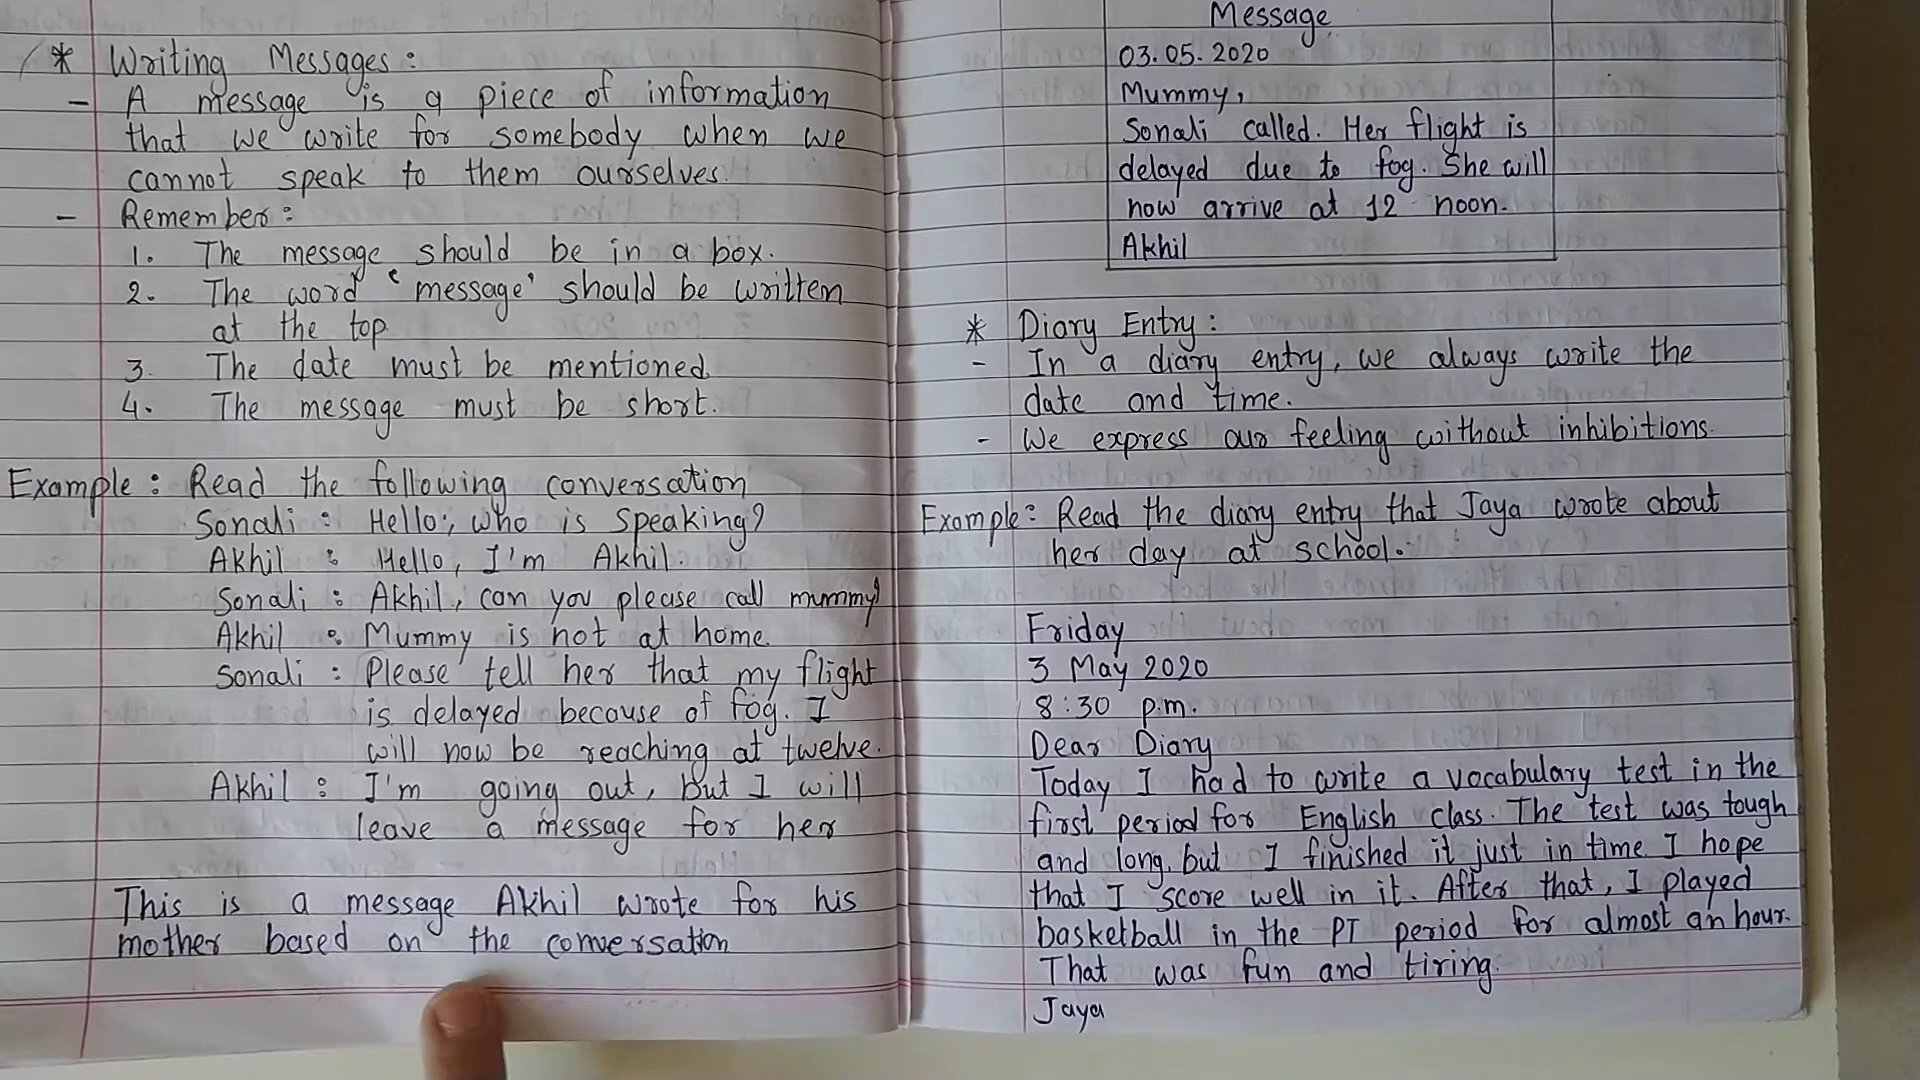 * Writing Messages:
- A message is a piece of information
that we write for somebody when we
cannot speak to them ourselves.
- Remember:
1. The message should be in a box.
2. The word 'message' should be written
at the top
3. The date must be mentioned.
4. The message must be short.
Example: Read the following conversation
Sonali: Hello, who is speaking?
Akhil: Hello, I'm Akhil.
Sonali: Akhil, can you please call mummy?
Akhil: Mummy is not at home.
Sonali: Please tell her that my flight
is delayed because of fog. I
will now be reaching at twelve.
Akhil: I'm going out, but I will
leave a message for her
This is a message Akhil wrote for his
mother based on the conversation
Message
03.05.2020
Mummy,
Sonali called. Her flight is
delayed due to fog. She will
now arrive at 12 noon.
Akhil
* Diary Entry:
- In a diary entry, we always write the
date and time.
- We express our feeling without inhibitions.
Example: Read the diary entry that Jaya wrote about
her day at school.
Friday
3 May 2020
8:30 p.m.
Dear Diary
Today I had to write a vocabulary test in the
first period for English class. The test was tough
and long, but I finished it just in time. I hope
that I score well in it. After that, I played
basketball in the PT period for almost an hour.
That was fun and tiring.
Jaya